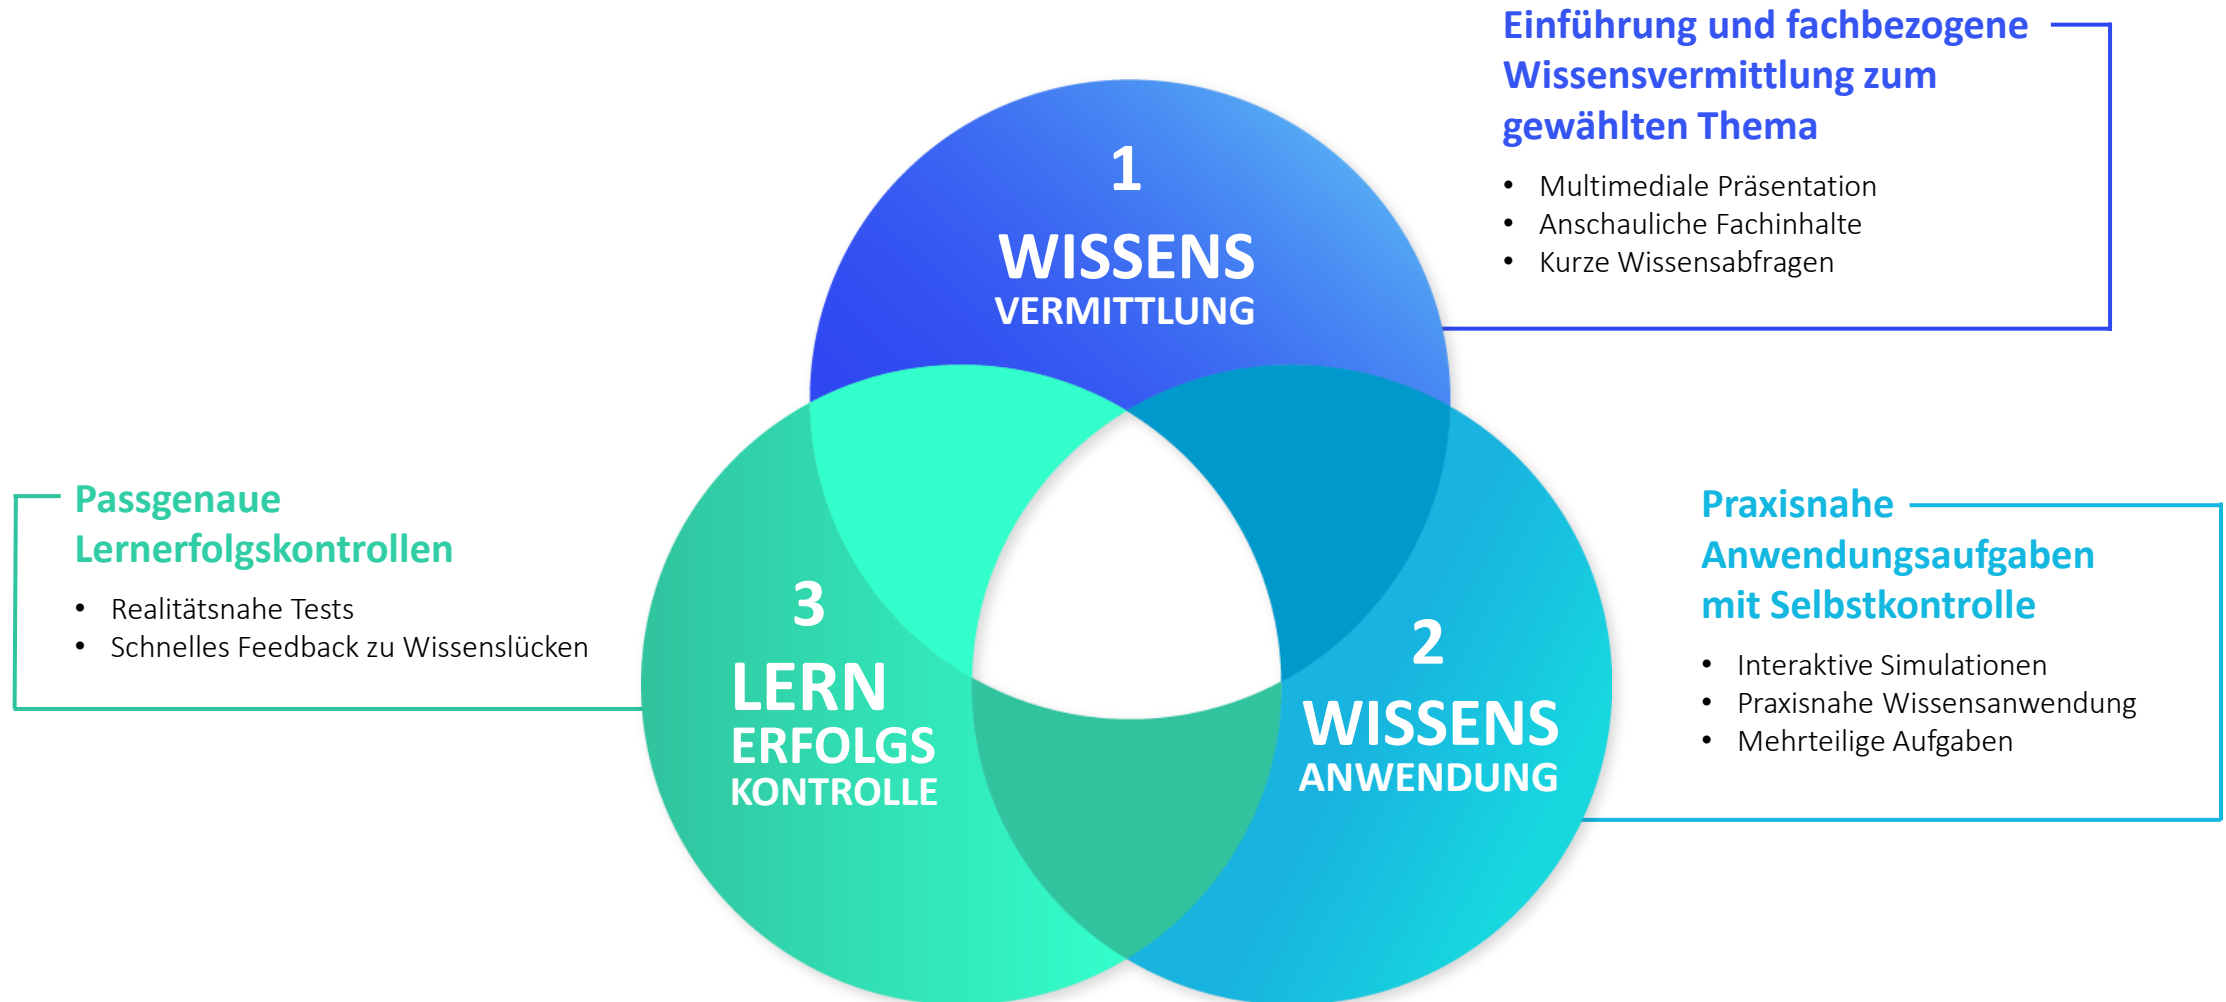 Einführung und fachbezogene
Wissensvermittlung zum
gewählten Thema
• Multimediale Präsentation
• Anschauliche Fachinhalte
• Kurze Wissensabfragen
1
WISSENS
VERMITTLUNG
Passgenaue
Lernerfolgskontrollen
• Realitätsnahe Tests
• Schnelles Feedback zu Wissenslücken
3
LERN
ERFOLGS
KONTROLLE
2
WISSENS
ANWENDUNG
Praxisnahe
Anwendungsaufgaben
mit Selbstkontrolle
• Interaktive Simulationen
• Praxisnahe Wissensanwendung
• Mehrteilige Aufgaben